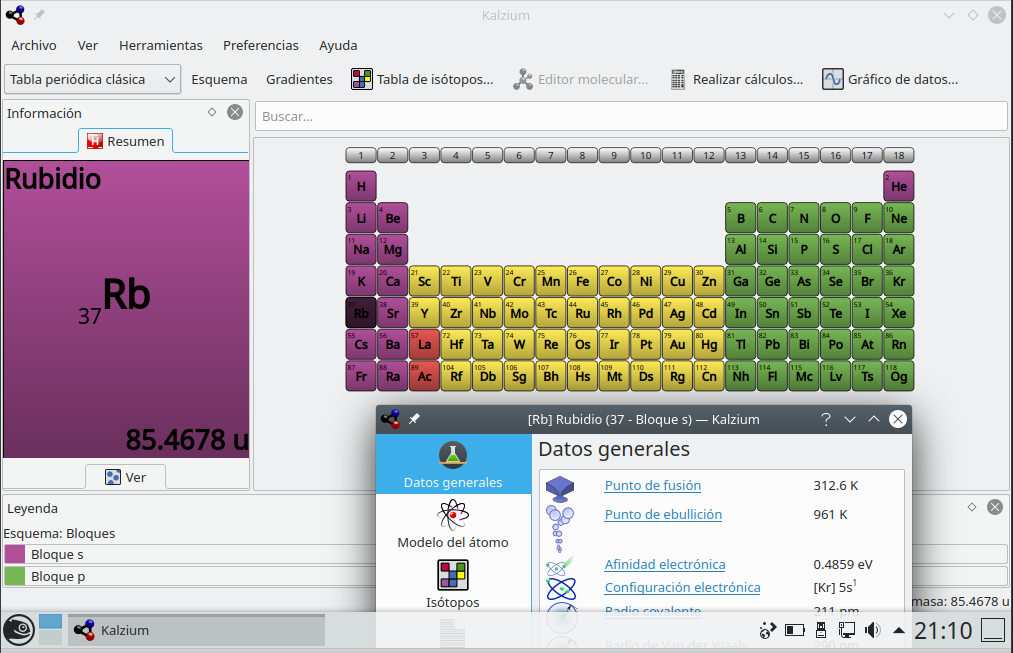 Kalzium
Archivo Ver Herramientas Preferencias Ayuda
Tabla periódica clásica Esquema Gradientes Tabla de isótopos... Editor molecular... Realizar cálculos... Gráfico de datos...
Información
Buscar...
Resumen
Rubidio
37 Rb
85.4678 u
Ver
1 2 3 4 5 6 7 8 9 10 11 12 13 14 15 16 17 18
1 H 2 He
3 Li 4 Be 5 B 6 C 7 N 8 O 9 F 10 Ne
11 Na 12 Mg 13 Al 14 Si 15 P 16 S 17 Cl 18 Ar
19 K 20 Ca 21 Sc 22 Ti 23 V 24 Cr 25 Mn 26 Fe 27 Co 28 Ni 29 Cu 30 Zn 31 Ga 32 Ge 33 As 34 Se 35 Br 36 Kr
37 Rb 38 Sr 39 Y 40 Zr 41 Nb 42 Mo 43 Tc 44 Ru 45 Rh 46 Pd 47 Ag 48 Cd 49 In 50 Sn 51 Sb 52 Te 53 I 54 Xe
55 Cs 56 Ba 57 La 72 Hf 73 Ta 74 W 75 Re 76 Os 77 Ir 78 Pt 79 Au 80 Hg 81 Tl 82 Pb 83 Bi 84 Po 85 At 86 Rn
87 Fr 88 Ra 89 Ac 104 Rf 105 Db 106 Sg 107 Bh 108 Hs 109 Mt 110 Ds 111 Rg 112 Cn 113 Nh 114 Fl 115 Mc 116 Lv 117 Ts 118 Og
Leyenda
Esquema: Bloques
Bloque s
Bloque p
[Rb] Rubidio (37 - Bloque s) — Kalzium
Datos generales
Modelo del átomo
Isótopos
Datos generales
Punto de fusión 312.6 K
Punto de ebullición 961 K
Afinidad electrónica 0.4859 eV
Configuración electrónica [Kr] 5s¹
Radio covalente 211 pm
Radio de Van der Waals 290 pm
masa: 85.4678 u
Kalzium
21:10